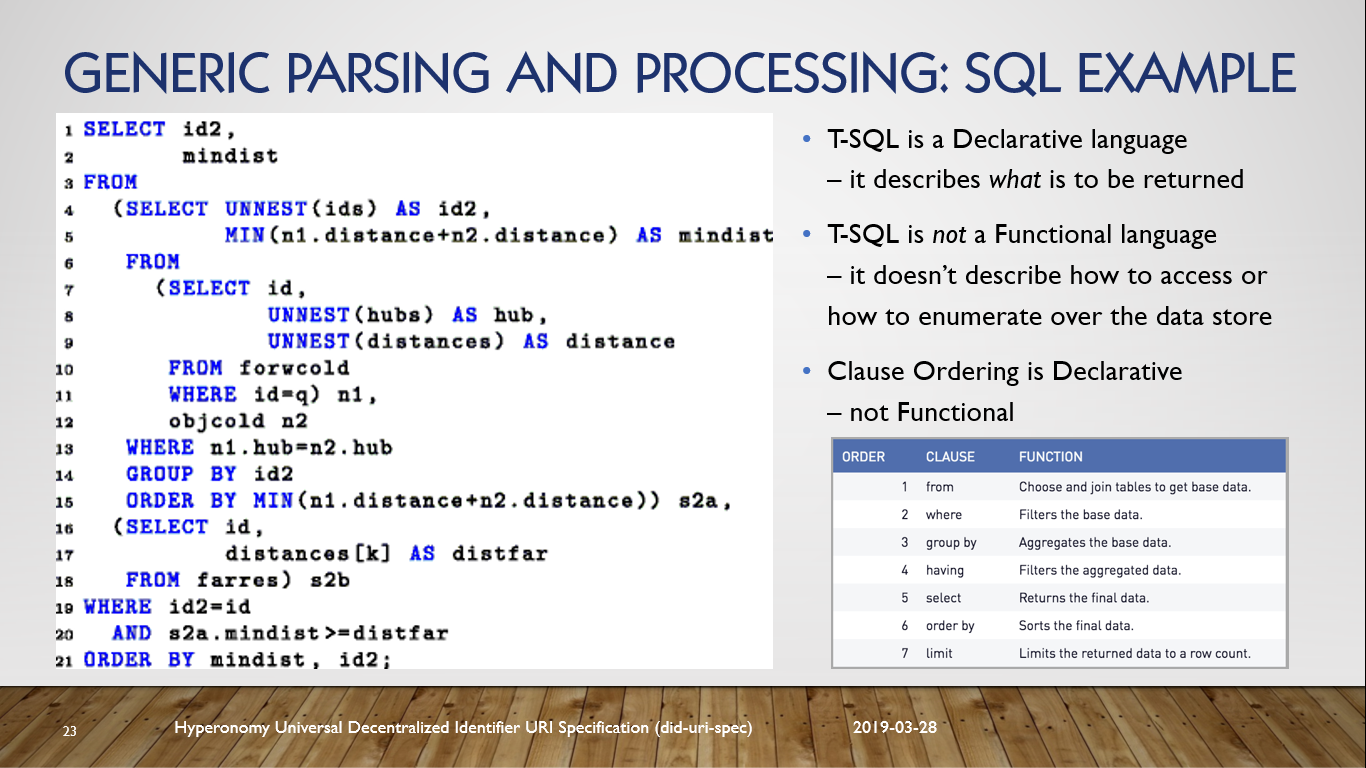 GENERIC PARSING AND PROCESSING: SQL EXAMPLE
1 SELECT id2,
2 mindist
3 FROM
4 (SELECT UNNEST(ids) AS id2,
5 MIN(n1.distance+n2.distance) AS mindist
6 FROM
7 (SELECT id,
8 UNNEST(hubs) AS hub,
9 UNNEST(distances) AS distance
10 FROM forwcold
11 WHERE id=q) n1,
12 objcold n2
13 WHERE n1.hub=n2.hub
14 GROUP BY id2
15 ORDER BY MIN(n1.distance+n2.distance)) s2a,
16 (SELECT id,
17 distances[k] AS distfar
18 FROM farres) s2b
19 WHERE id2=id
20 AND s2a.mindist>=distfar
21 ORDER BY mindist, id2;
• T-SQL is a Declarative language
– it describes what is to be returned
• T-SQL is not a Functional language
– it doesn’t describe how to access or
how to enumerate over the data store
• Clause Ordering is Declarative
– not Functional
ORDER CLAUSE FUNCTION
1 from Choose and join tables to get base data.
2 where Filters the base data.
3 group by Aggregates the base data.
4 having Filters the aggregated data.
5 select Returns the final data.
6 order by Sorts the final data.
7 limit Limits the returned data to a row count.
23 Hyperonomy Universal Decentralized Identifier URI Specification (did-uri-spec) 2019-03-28